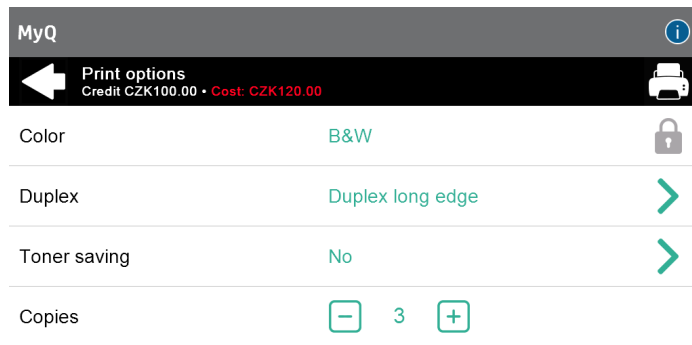 MyQ
Print options
Credit CZK100.00 • Cost: CZK120.00
Color B&W
Duplex Duplex long edge
Toner saving No
Copies 3